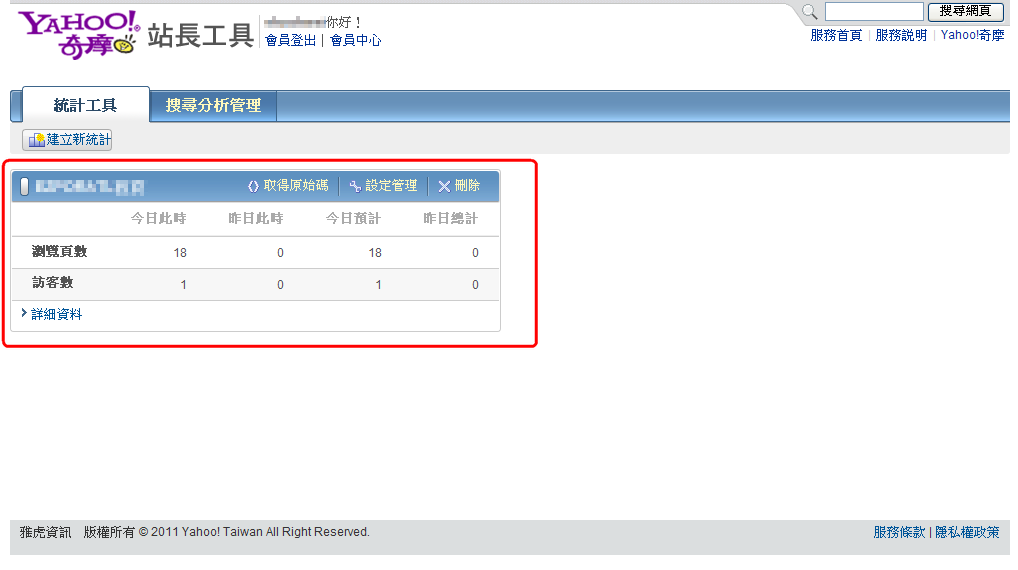 YAHOO! 奇摩 站長工具
你好！
會員登出 | 會員中心
搜尋網頁
服務首頁 | 服務說明 | Yahoo!奇摩
統計工具 搜尋分析管理
建立新統計
取得原始碼 | 設定管理 | 刪除
今日此時 昨日此時 今日預計 昨日總計
瀏覽頁數 18 0 18 0
訪客數 1 0 1 0
詳細資料
雅虎資訊 版權所有 © 2011 Yahoo! Taiwan All Right Reserved.
服務條款 | 隱私權政策